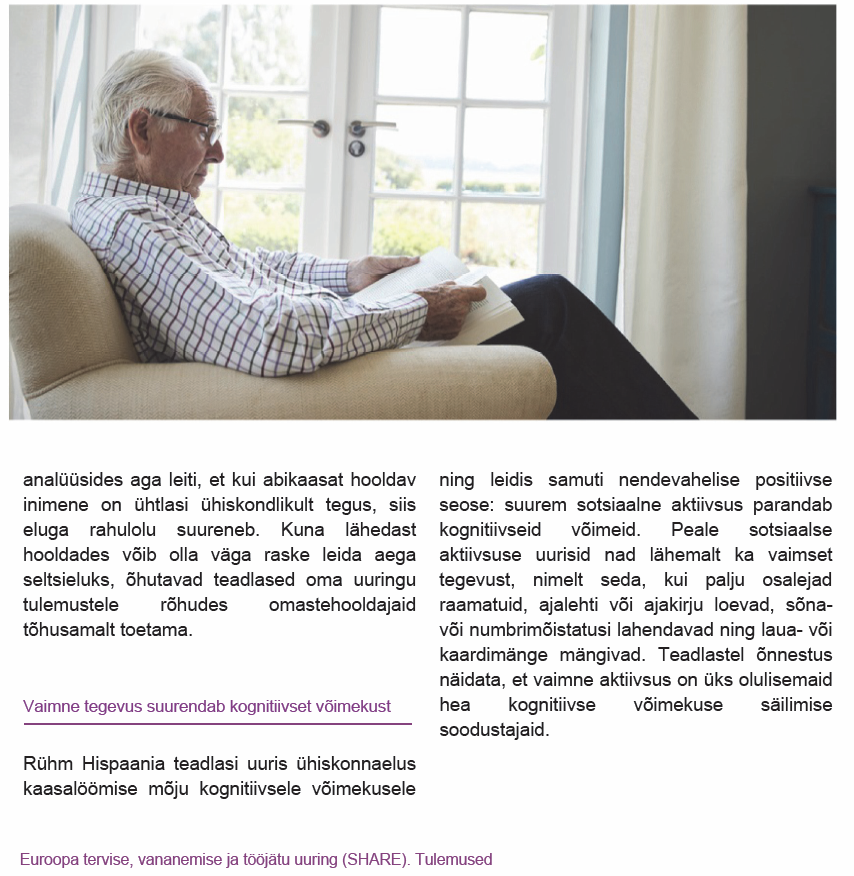 analüüsides aga leiti, et kui abikaasat hooldav
inimene on ühtlasi ühiskondlikult tegus, siis
eluga rahulolu suureneb. Kuna lähedast
hooldades võib olla väga raske leida aega
seltsieluks, õhutavad teadlased oma uuringu
tulemustele rõhudes omastehooldajaid
tõhusamalt toetama.
Vaimne tegevus suurendab kognitiivset võimekust
Rühm Hispaania teadlasi uuris ühiskonnaelus
kaasalöömise mõju kognitiivsele võimekusele
ning leidis samuti nendevahelise positiivse
seose: suurem sotsiaalne aktiivsus parandab
kognitiivseid võimeid. Peale sotsiaalse
aktiivsuse uurisid nad lähemalt ka vaimset
tegevust, nimelt seda, kui palju osalejad
raamatuid, ajalehti või ajakirju loevad, sõna-
või numbrimõistatusi lahendavad ning laua- või
kaardimänge mängivad. Teadlastel õnnestus
näidata, et vaimne aktiivsus on üks olulisemaid
hea kognitiivse võimekuse säilimise
soodustajaid.
Euroopa tervise, vananemise ja tööjätu uuring (SHARE). Tulemused